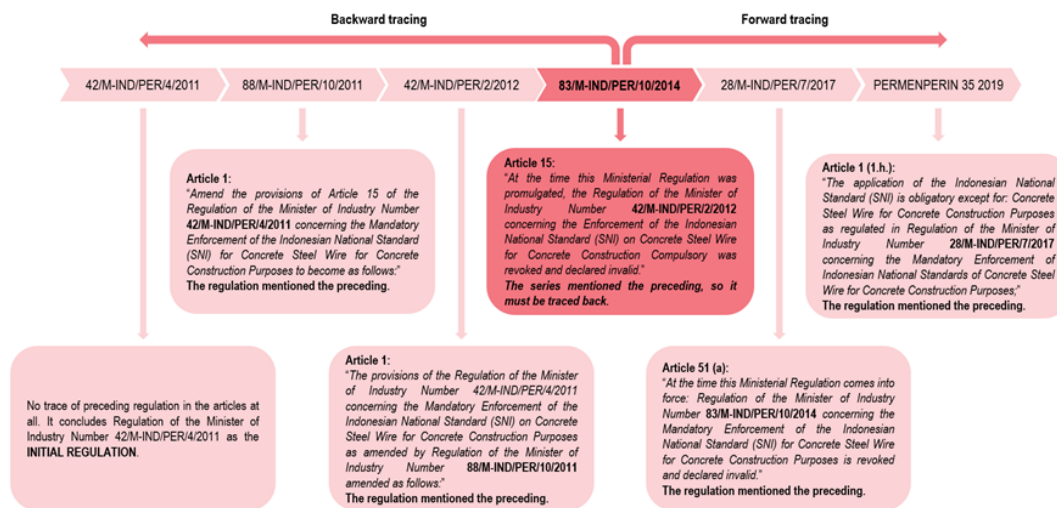 Backward tracing
Forward tracing
42/M-IND/PER/4/2011
88/M-IND/PER/10/2011
42/M-IND/PER/2/2012
83/M-IND/PER/10/2014
28/M-IND/PER/7/2017
PERMENPERIN 35 2019
Article 1:
"Amend the provisions of Article 15 of the
Regulation of the Minister of Industry Number
42/M-IND/PER/4/2011 concerning the Mandatory
Enforcement of the Indonesian National Standard
(SNI) for Concrete Steel Wire for Concrete
Construction Purposes to become as follows:"
The regulation mentioned the preceding.
Article 15:
"At the time this Ministerial Regulation was
promulgated, the Regulation of the Minister of
Industry Number 42/M-IND/PER/2/2012
concerning the Enforcement of the Indonesian
National Standard (SNI) on Concrete Steel Wire
for Concrete Construction Compulsory was
revoked and declared invalid."
The series mentioned the preceding, so it
must be traced back.
Article 1 (1.h.):
"The application of the Indonesian National
Standard (SNI) is obligatory except for: Concrete
Steel Wire for Concrete Construction Purposes
as regulated in Regulation of the Minister of
Industry Number 28/M-IND/PER/7/2017
concerning the Mandatory Enforcement of
Indonesian National Standards of Concrete Steel
Wire for Concrete Construction Purposes;"
The regulation mentioned the preceding.
No trace of preceding regulation in the articles at
all. It concludes Regulation of the Minister of
Industry Number 42/M-IND/PER/4/2011 as the
INITIAL REGULATION.
Article 1:
"The provisions of the Regulation of the Minister
of Industry Number 42/M-IND/PER/4/2011
concerning the Mandatory Enforcement of the
Indonesian National Standard (SNI) on Concrete
Steel Wire for Concrete Construction Purposes
as amended by Regulation of the Minister of
Industry Number 88/M-IND/PER/10/2011
amended as follows:"
The regulation mentioned the preceding.
Article 51 (a):
"At the time this Ministerial Regulation comes into
force: Regulation of the Minister of Industry
Number 83/M-IND/PER/10/2014 concerning the
Mandatory Enforcement of the Indonesian
National Standard (SNI) for Concrete Steel Wire
for Concrete Construction Purposes is revoked
and declared invalid."
The regulation mentioned the preceding.